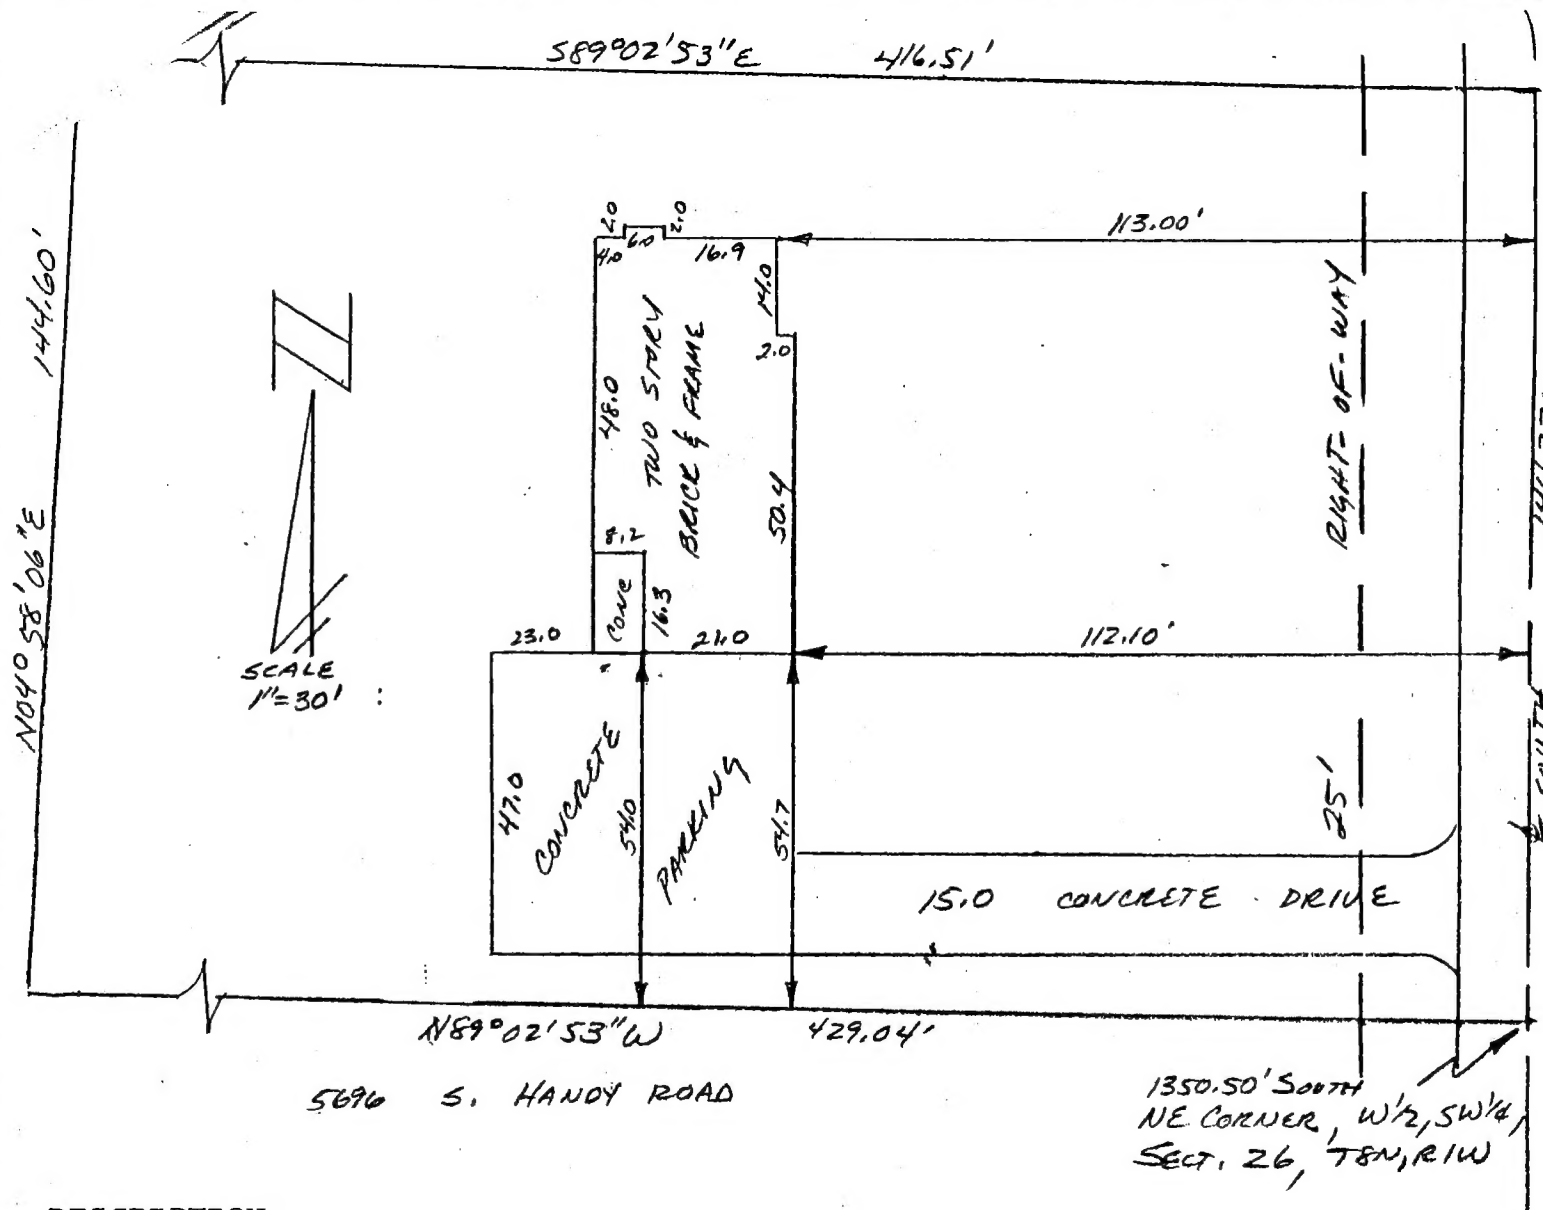 S89°02'53"E 416.51'
N04°58'06"E 144.60'
2.0
6.0
2.0
4.0
16.9
113.00'
14.0
2.0
TWO STORY
BRICK & FRAME
48.0
50.4
RIGHT-OF-WAY
8.2
CONC
16.3
23.0
21.0
112.10'
SCALE
1"=30'
47.0
CONCRETE
54.0
PARKING
54.7
25'
15.0 CONCRETE DRIVE
SOUTH
N89°02'53"W 429.04'
5696 S. HANDY ROAD
1350.50' SOUTH
NE CORNER, W1/2, SW1/4,
SECT. 26, T8N, R1W